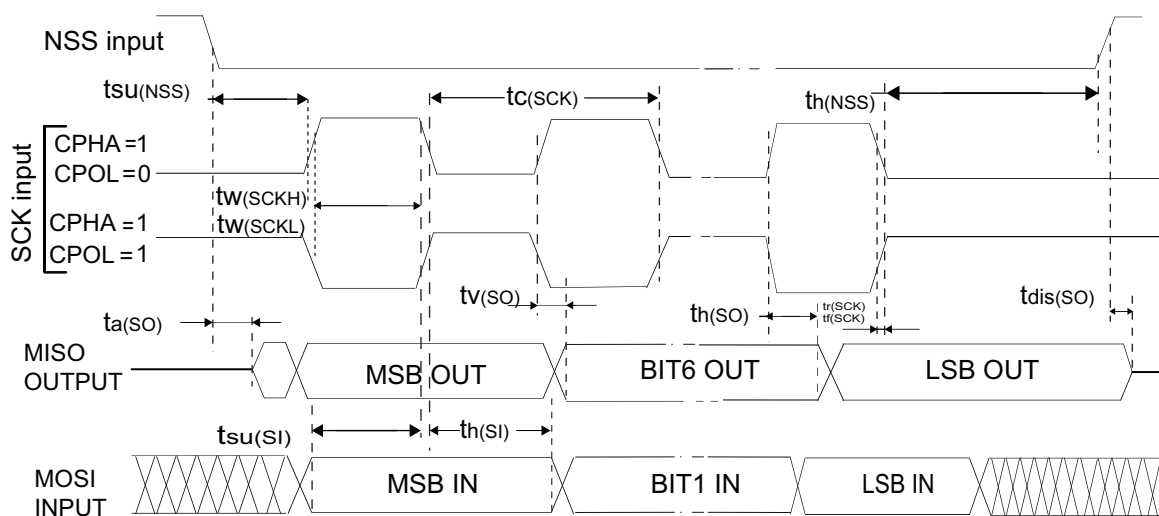 NSS input
tsu(NSS)
tc(SCK)
th(NSS)
SCK input
CPHA =1
CPOL=0
tw(SCKH)
tw(SCKL)
CPHA =1
CPOL =1
tv(SO)
ta(SO)
th(SO)
tr(SCK)
tf(SCK)
tdis(SO)
MISO
OUTPUT
MSB OUT
BIT6 OUT
LSB OUT
tsu(SI)
th(SI)
MOSI
INPUT
MSB IN
BIT1 IN
LSB IN